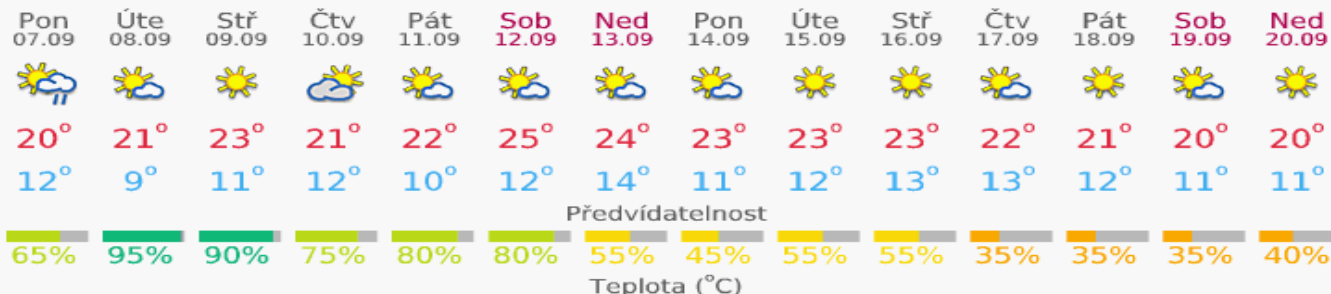 Pon Úte Stř Čtv Pát Sob Ned Pon Úte Stř Čtv Pát Sob Ned
07.09 08.09 09.09 10.09 11.09 12.09 13.09 14.09 15.09 16.09 17.09 18.09 19.09 20.09
20° 21° 23° 21° 22° 25° 24° 23° 23° 23° 22° 21° 20° 20°
12° 9° 11° 12° 10° 12° 14° 11° 12° 13° 13° 12° 11° 11°
Předvídatelnost
65% 95% 90% 75% 80% 80% 55% 45% 55% 55% 35% 35% 35% 40%
Teplota (°C)